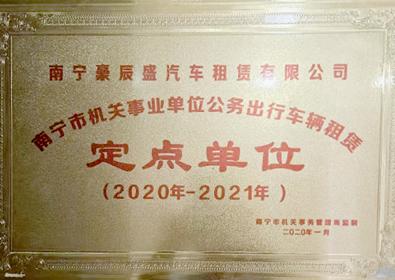 南宁豪辰盛汽车租赁有限公司
南宁市机关事业单位公务出行车辆租赁
定点单位
(2020年-2021年)
南宁市机关事务管理局监制
二〇二〇年一月